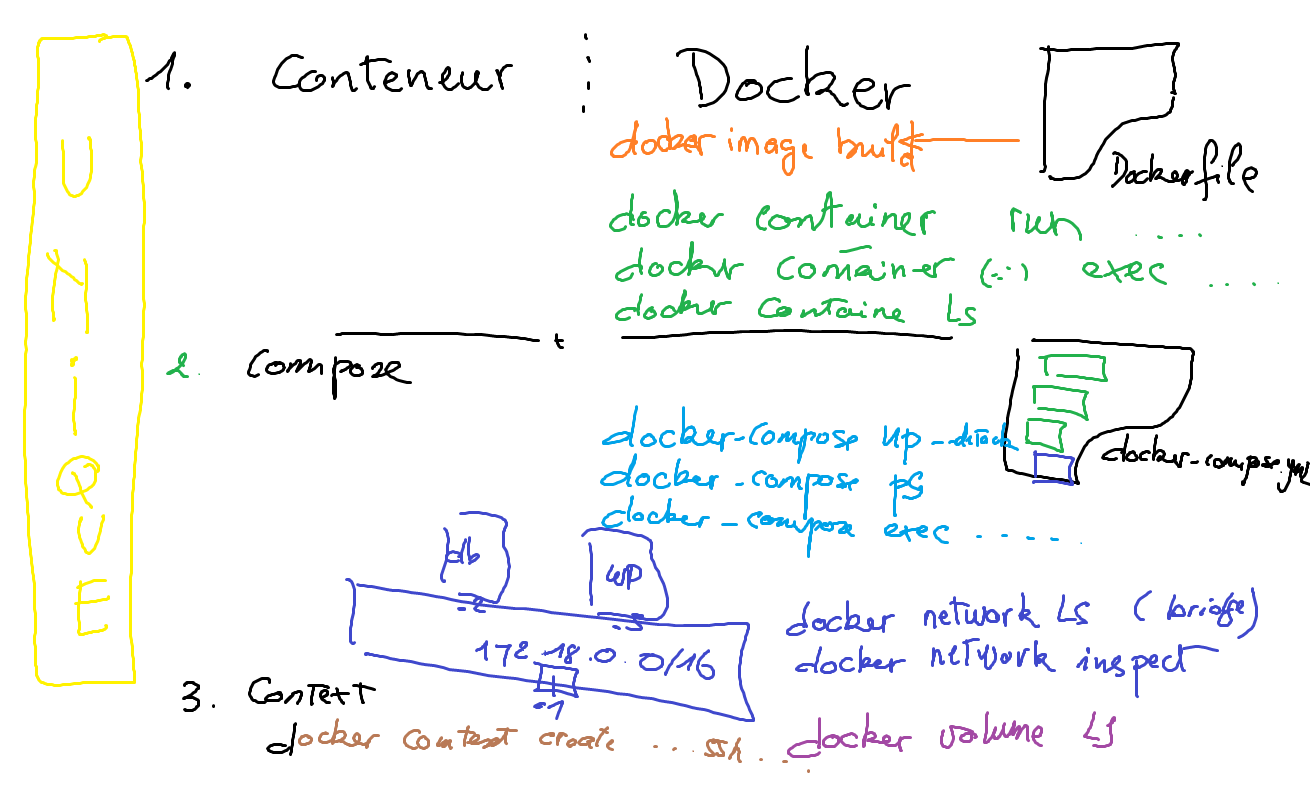 UNiQUE
1. Conteneur : Docker
docker image build
Dockerfile
docker container run ....
docker container (...) exec ....
docker containe LS
2. Compose
docker-compose up --detach
docker-compose.yml
docker-compose ps
docker-compose exec .....
db
wp
.2
.3
docker network LS (bridge)
172.18.0.0/16
docker network inspect
.1
3. Context
docker context create ... ssh ...
docker volume LS